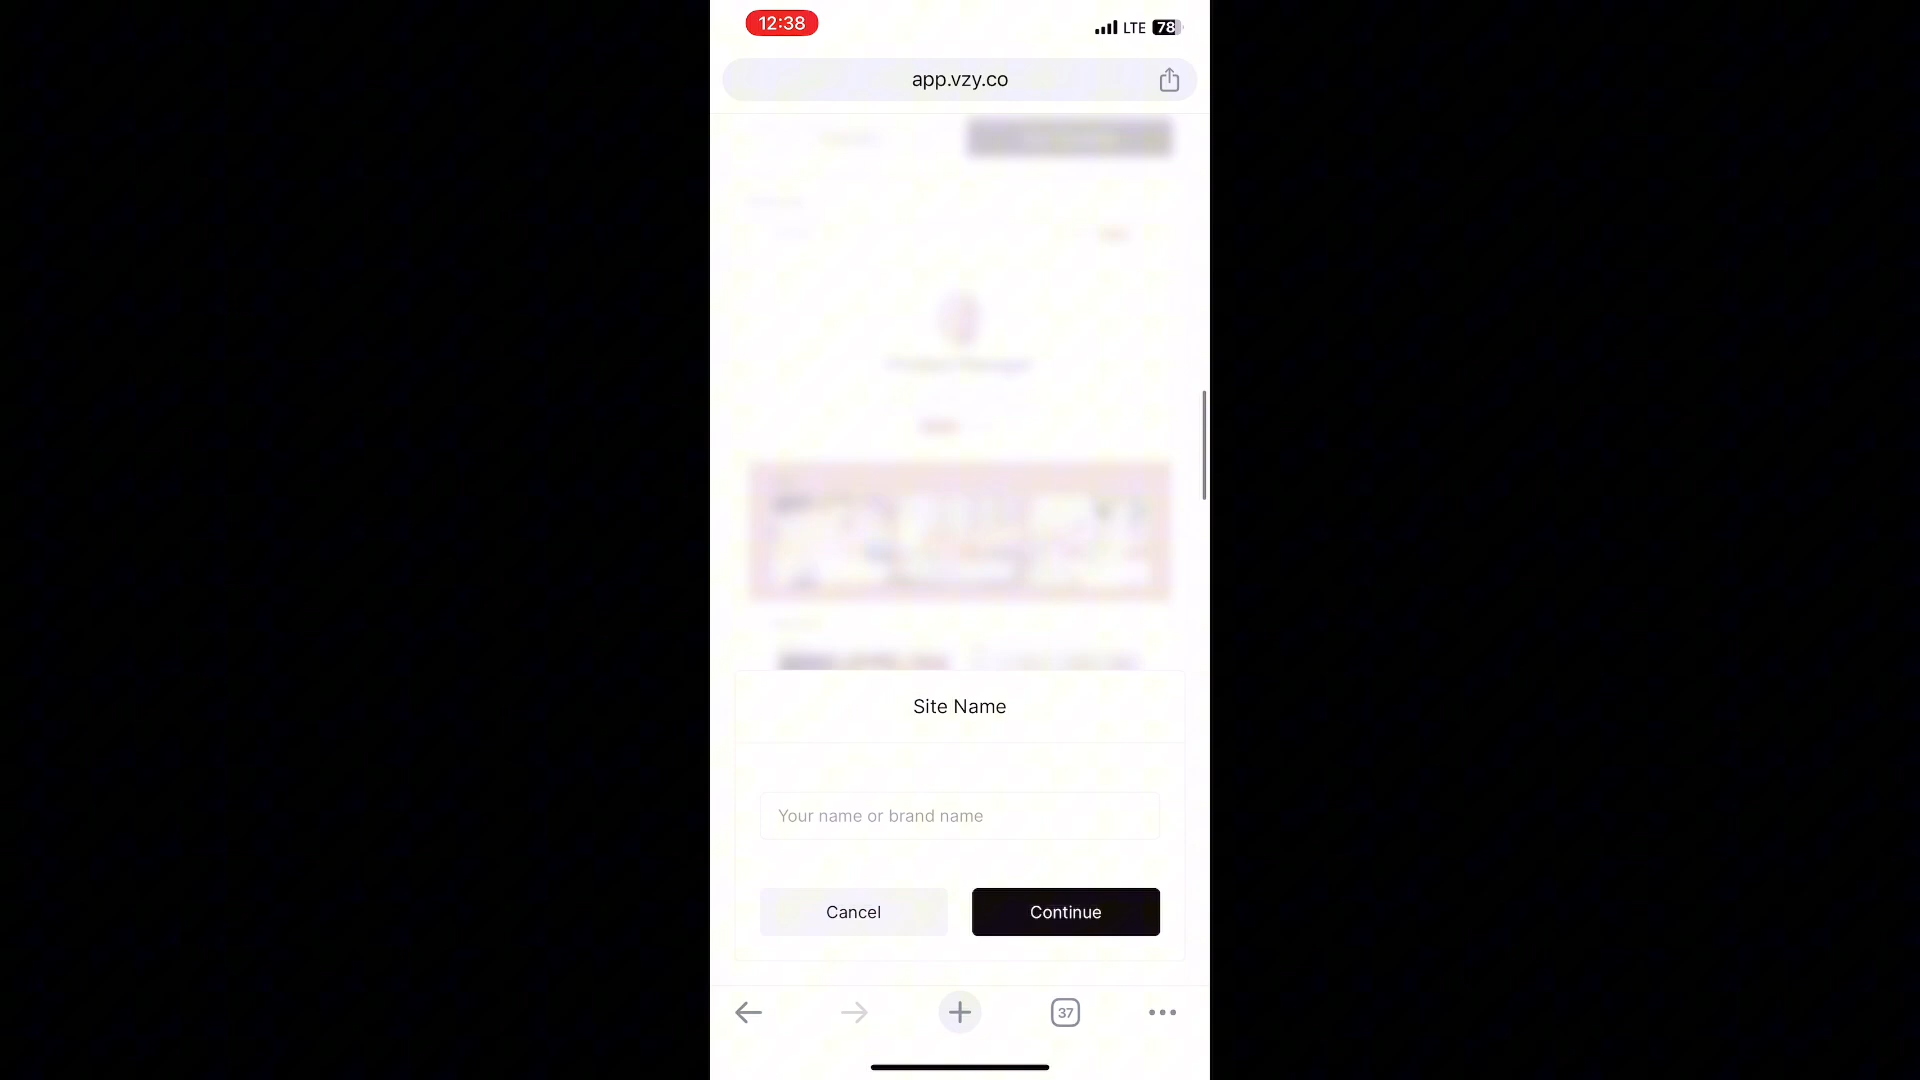 12:38
LTE 78
app.vzy.co
Site Name
Your name or brand name
Cancel
Continue
37